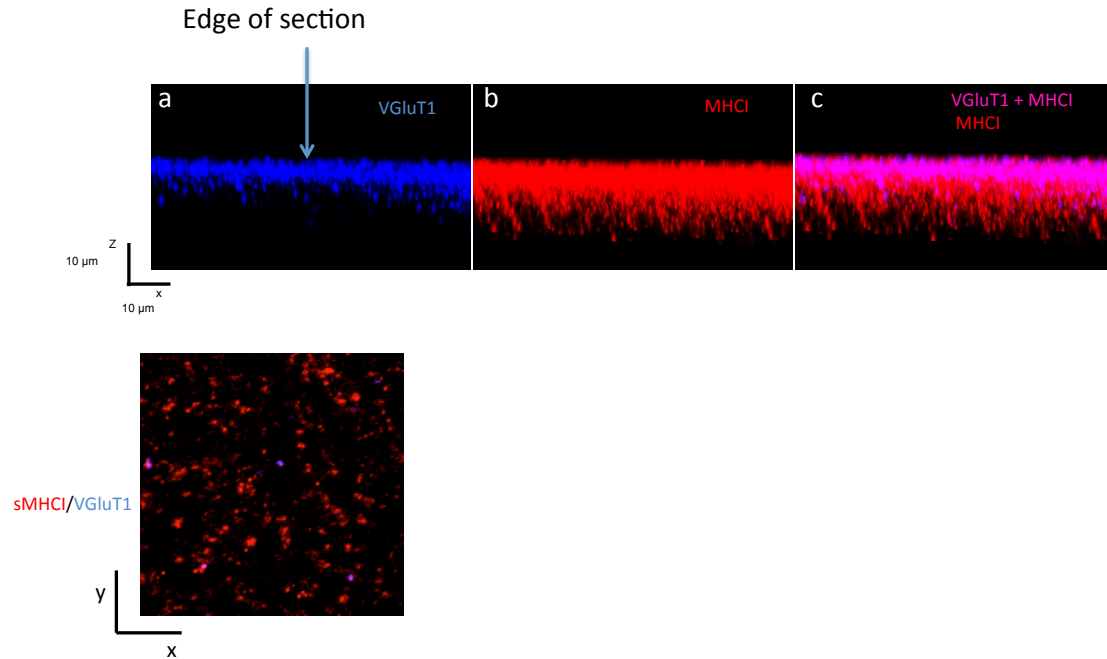 Edge of section
a
VGluT1
b
MHCI
c
VGluT1 + MHCI
MHCI
Z
10 µm
x
10 µm
sMHCI/VGluT1
y
x